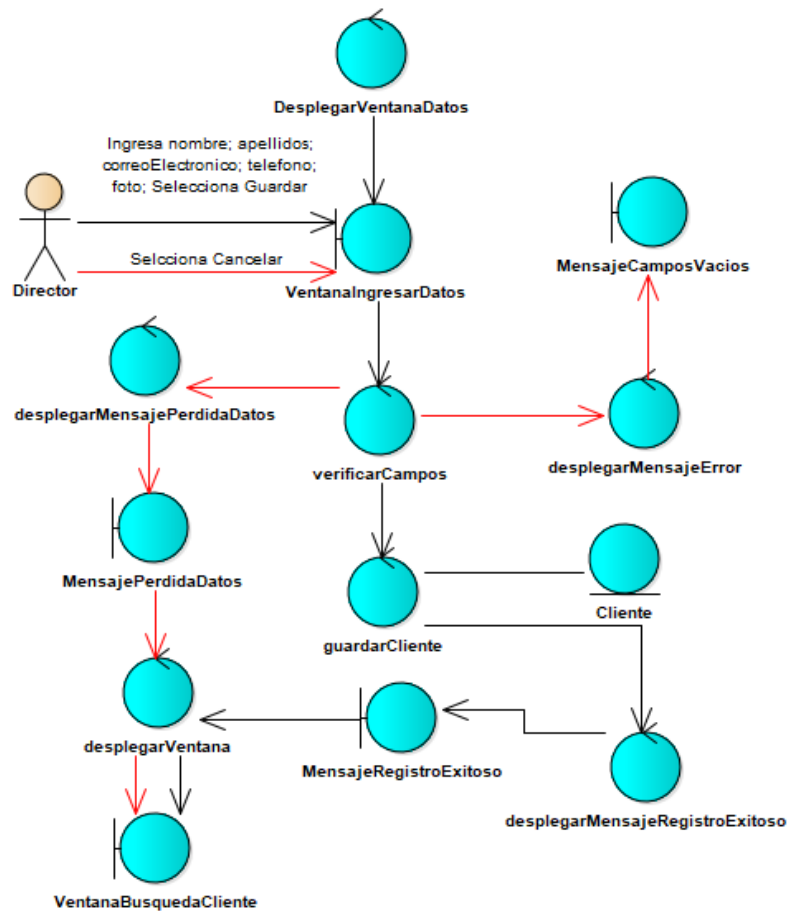 DesplegarVentanaDatos
Ingresa nombre; apellidos;
correoElectronico; telefono;
foto; Selecciona Guardar
Selcciona Cancelar
Director
VentanaIngresarDatos
MensajeCamposVacios
desplegarMensajePerdidaDatos
verificarCampos
desplegarMensajeError
MensajePerdidaDatos
Cliente
guardarCliente
desplegarVentana
MensajeRegistroExitoso
desplegarMensajeRegistroExitoso
VentanaBusquedaCliente